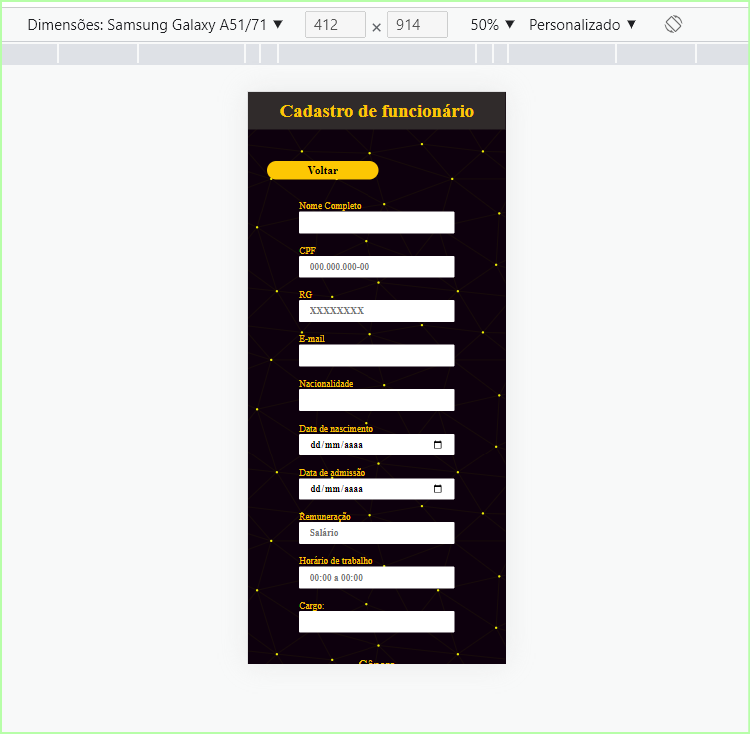 Dimensões: Samsung Galaxy A51/71 ▼ 412 × 914 50% ▼ Personalizado ▼
Cadastro de funcionário
Voltar
Nome Completo
CPF
000.000.000-00
RG
XXXXXXXX
E-mail
Nacionalidade
Data de nascimento
dd/mm/aaaa
Data de admissão
dd/mm/aaaa
Remuneração
Salário
Horário de trabalho
00:00 a 00:00
Cargo:
Gênero